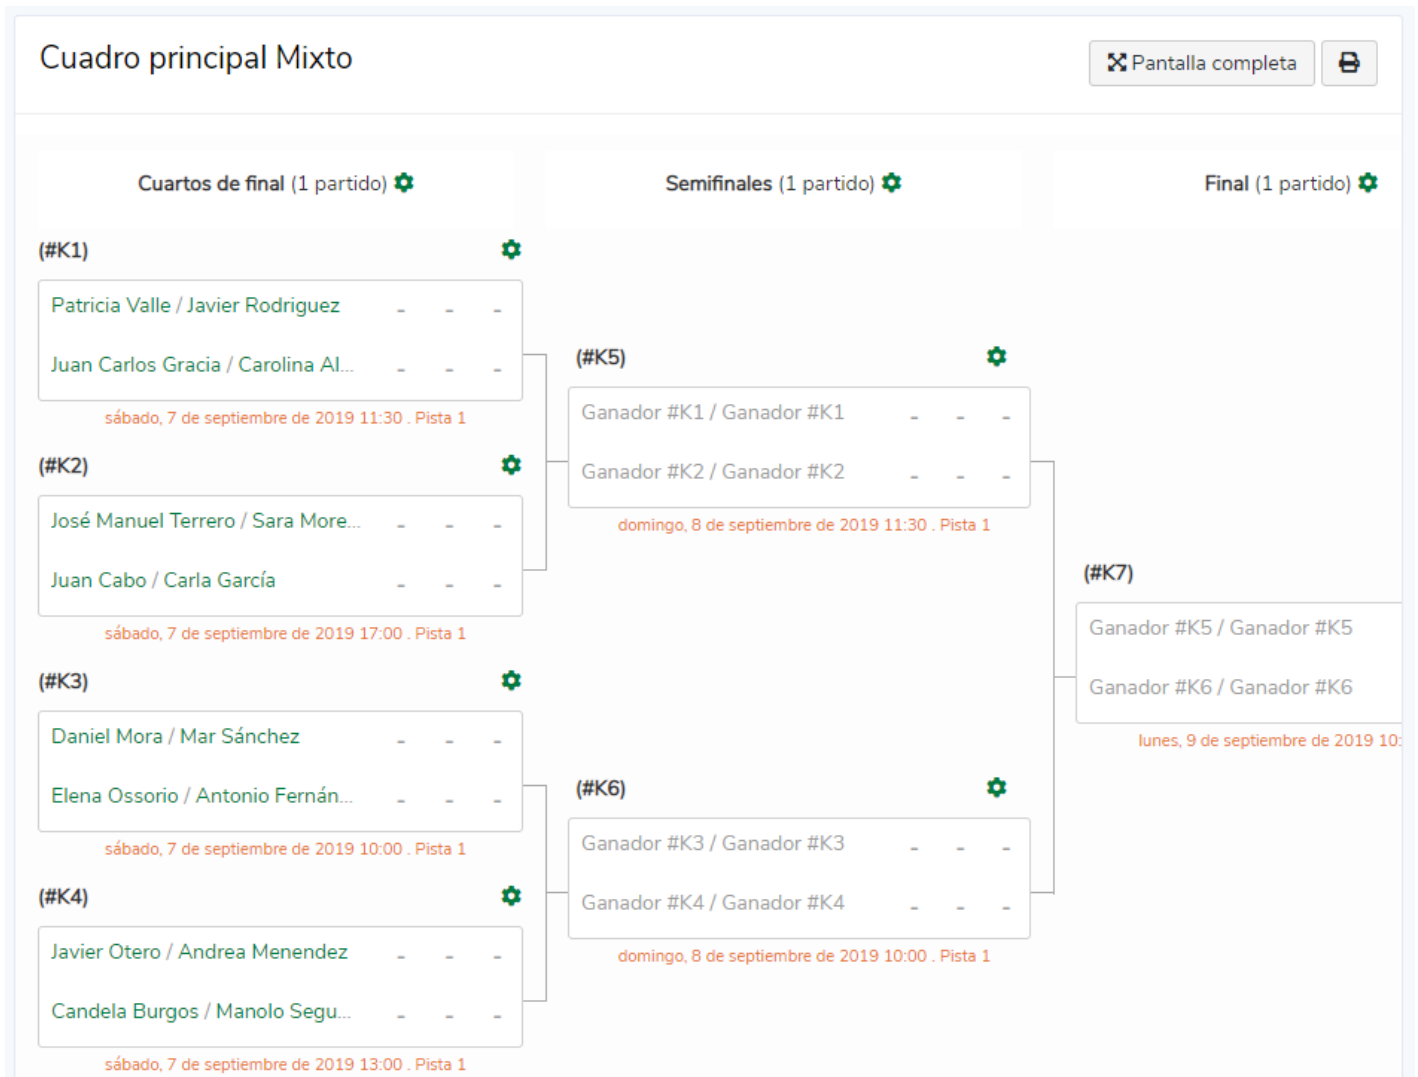 Cuadro principal Mixto
Pantalla completa
Cuartos de final (1 partido)
Semifinales (1 partido)
Final (1 partido)
(#K1)
Patricia Valle / Javier Rodriguez - - -
Juan Carlos Gracia / Carolina Al... - - -
sábado, 7 de septiembre de 2019 11:30 . Pista 1
(#K2)
José Manuel Terrero / Sara More... - - -
Juan Cabo / Carla García - - -
sábado, 7 de septiembre de 2019 17:00 . Pista 1
(#K3)
Daniel Mora / Mar Sánchez - - -
Elena Ossorio / Antonio Fernán... - - -
sábado, 7 de septiembre de 2019 10:00 . Pista 1
(#K4)
Javier Otero / Andrea Menendez - - -
Candela Burgos / Manolo Segu... - - -
sábado, 7 de septiembre de 2019 13:00 . Pista 1
(#K5)
Ganador #K1 / Ganador #K1 - - -
Ganador #K2 / Ganador #K2 - - -
domingo, 8 de septiembre de 2019 11:30 . Pista 1
(#K6)
Ganador #K3 / Ganador #K3 - - -
Ganador #K4 / Ganador #K4 - - -
domingo, 8 de septiembre de 2019 10:00 . Pista 1
(#K7)
Ganador #K5 / Ganador #K5
Ganador #K6 / Ganador #K6
lunes, 9 de septiembre de 2019 10: